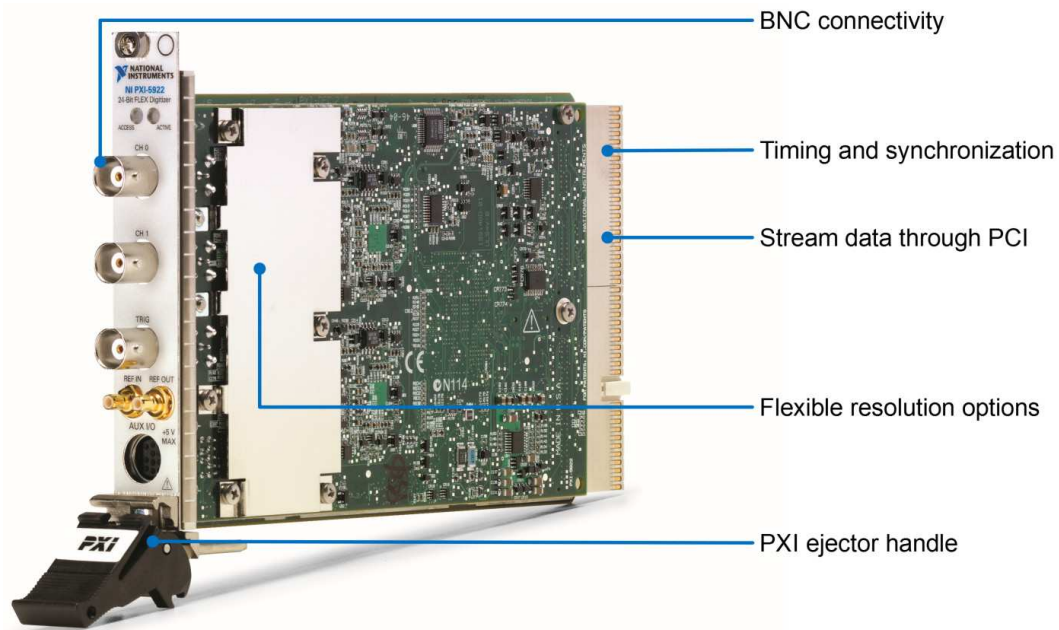 BNC connectivity
NATIONAL
INSTRUMENTS
NI PXI-5922
24-Bit FLEX Digitizer
ACCESS
ACTIVE
CH 0
Timing and synchronization
CH 1
Stream data through PCI
TRIG
CE
N114
REF IN
REF OUT
Flexible resolution options
AUX I/O
+5 V
MAX
PXI
PXI ejector handle